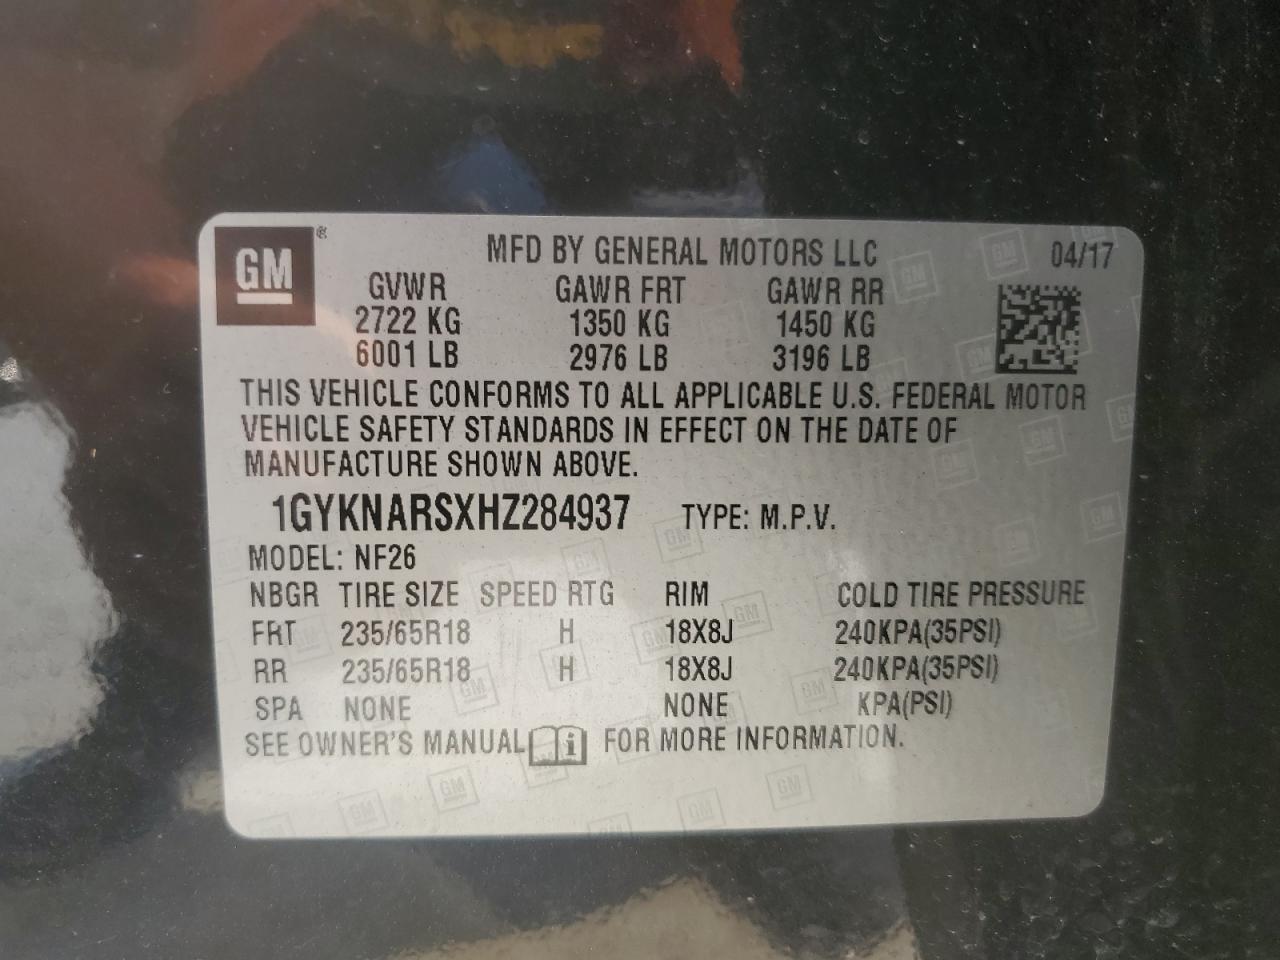 GM® MFD BY GENERAL MOTORS LLC 04/17
GVWR GAWR FRT GAWR RR
2722 KG 1350 KG 1450 KG
6001 LB 2976 LB 3196 LB
THIS VEHICLE CONFORMS TO ALL APPLICABLE U.S. FEDERAL MOTOR
VEHICLE SAFETY STANDARDS IN EFFECT ON THE DATE OF
MANUFACTURE SHOWN ABOVE.
1GYKNARSXHZ284937 TYPE: M.P.V.
MODEL: NF26
NBGR TIRE SIZE SPEED RTG RIM COLD TIRE PRESSURE
FRT 235/65R18 H 18X8J 240KPA(35PSI)
RR 235/65R18 H 18X8J 240KPA(35PSI)
SPA NONE NONE KPA(PSI)
SEE OWNER'S MANUAL i FOR MORE INFORMATION.